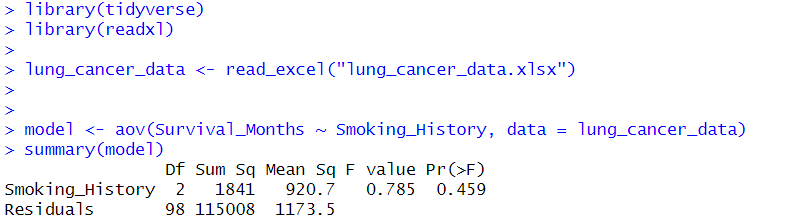 > library(tidyverse)
> library(readxl)
>
> lung_cancer_data <- read_excel("lung_cancer_data.xlsx")
>
>
> model <- aov(Survival_Months ~ Smoking_History, data = lung_cancer_data)
> summary(model)
                Df Sum Sq Mean Sq F value Pr(>F)
Smoking_History  2   1841   920.7   0.785  0.459
Residuals       98 115008  1173.5